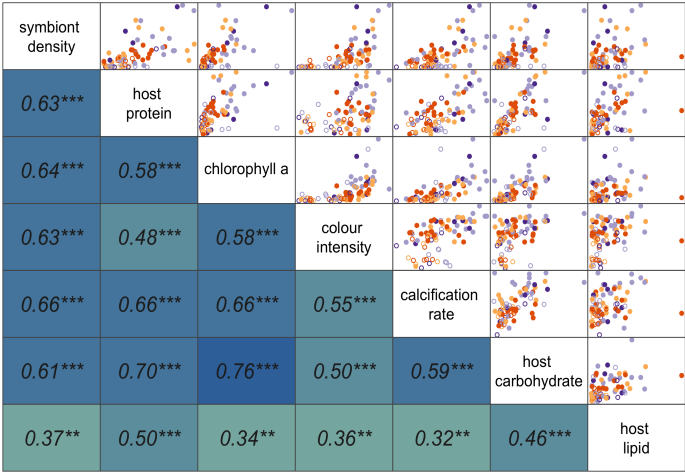 symbiont
density
0.63***
host
protein
0.64*** 0.58*** chlorophyll a
0.63*** 0.48*** 0.58***
colour
intensity
0.66*** 0.66*** 0.66*** 0.55***
calcification
rate
0.61*** 0.70*** 0.76*** 0.50*** 0.59***
host
carbohydrate
0.37** 0.50*** 0.34** 0.36** 0.32** 0.46***
host
lipid